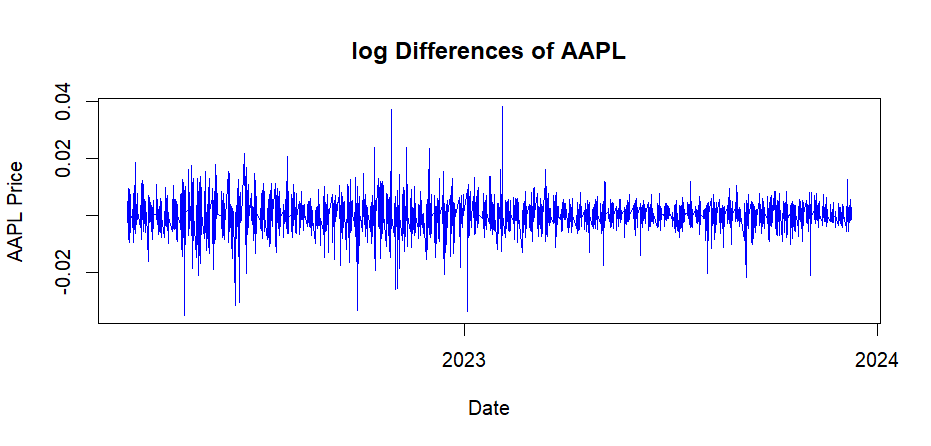 log Differences of AAPL
0.04
0.02
-0.02
AAPL Price
2023
2024
Date